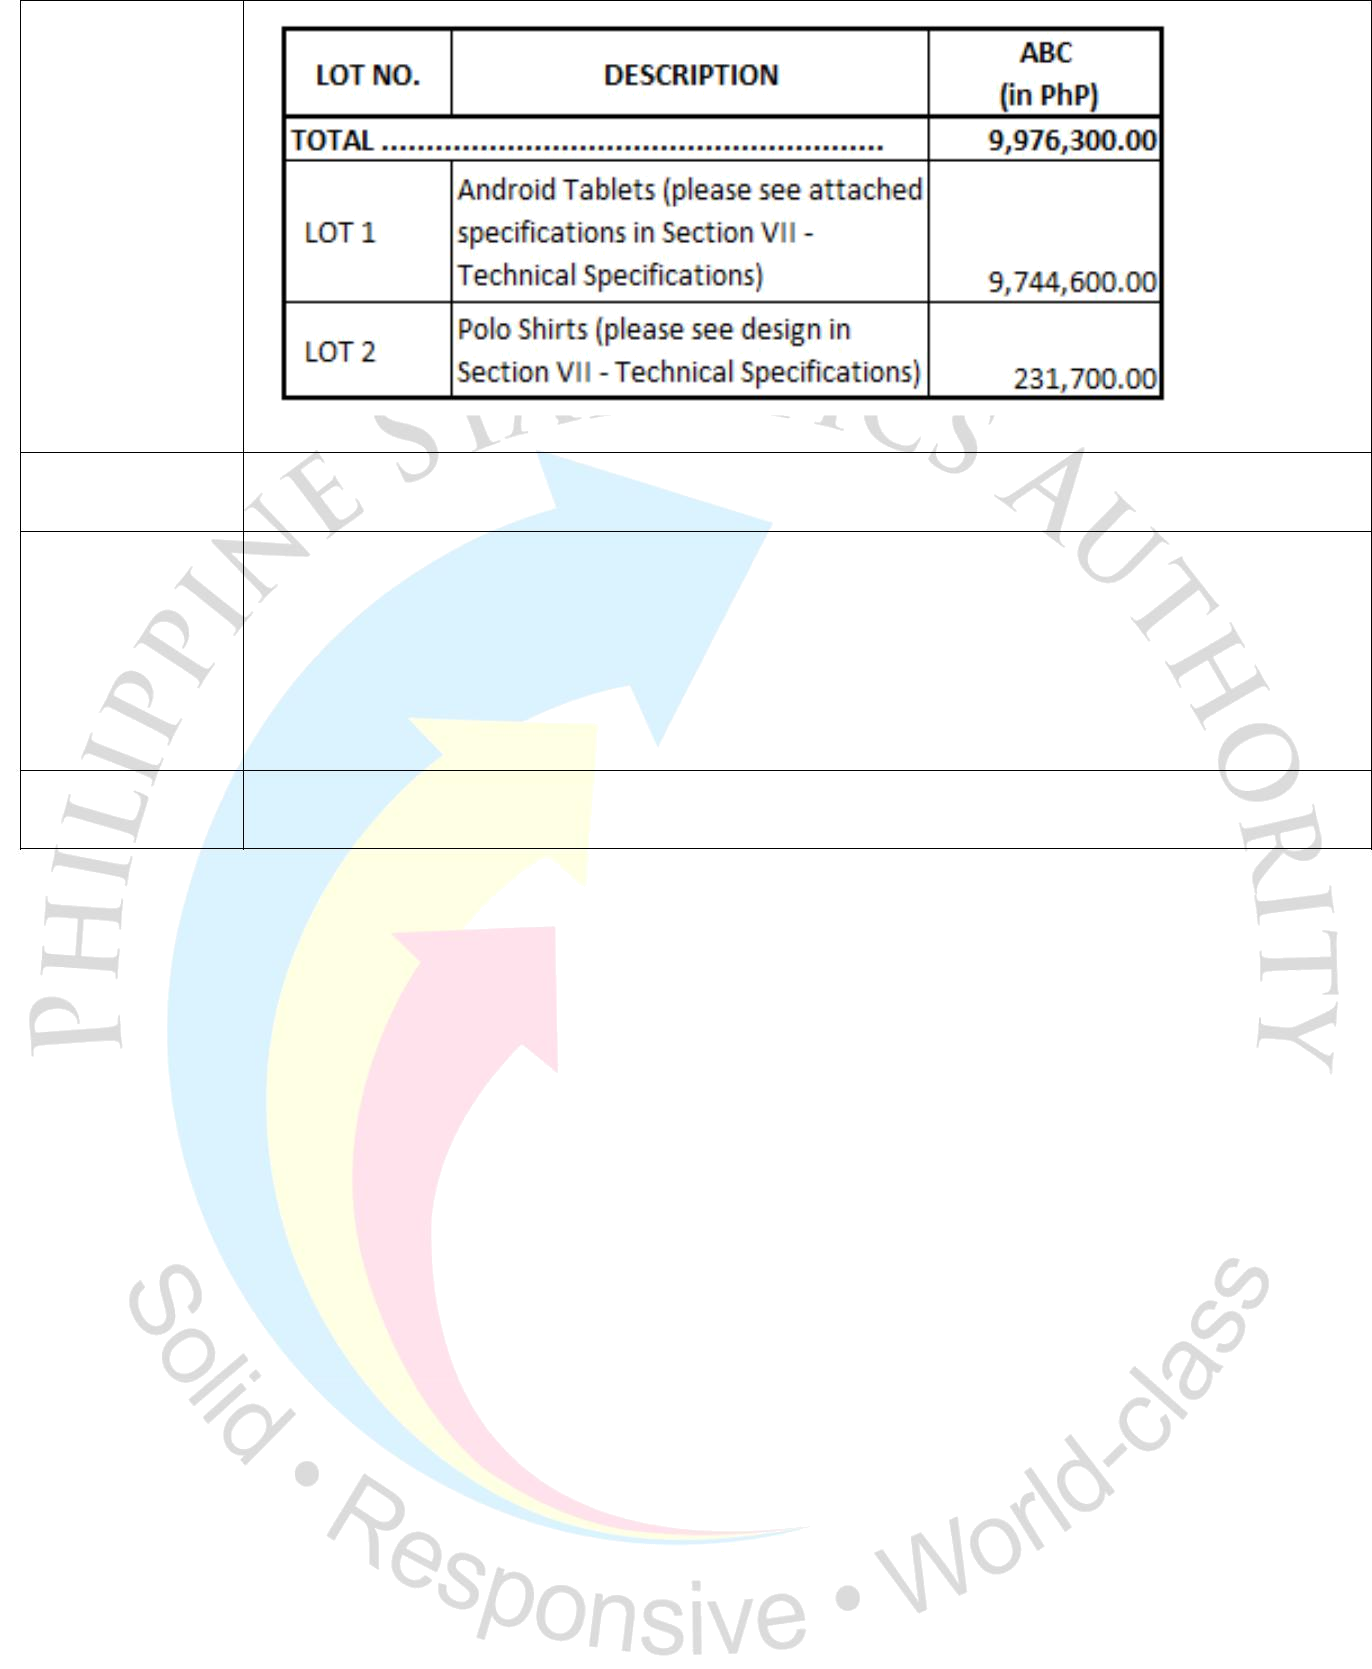 LOT NO. DESCRIPTION ABC
(in PhP)
TOTAL ........................................................ 9,976,300.00
LOT 1 Android Tablets (please see attached
specifications in Section VII -
Technical Specifications) 9,744,600.00
LOT 2 Polo Shirts (please see design in
Section VII - Technical Specifications) 231,700.00
PHILIPPINE STATISTICS AUTHORITY
Solid • Responsive • World-class